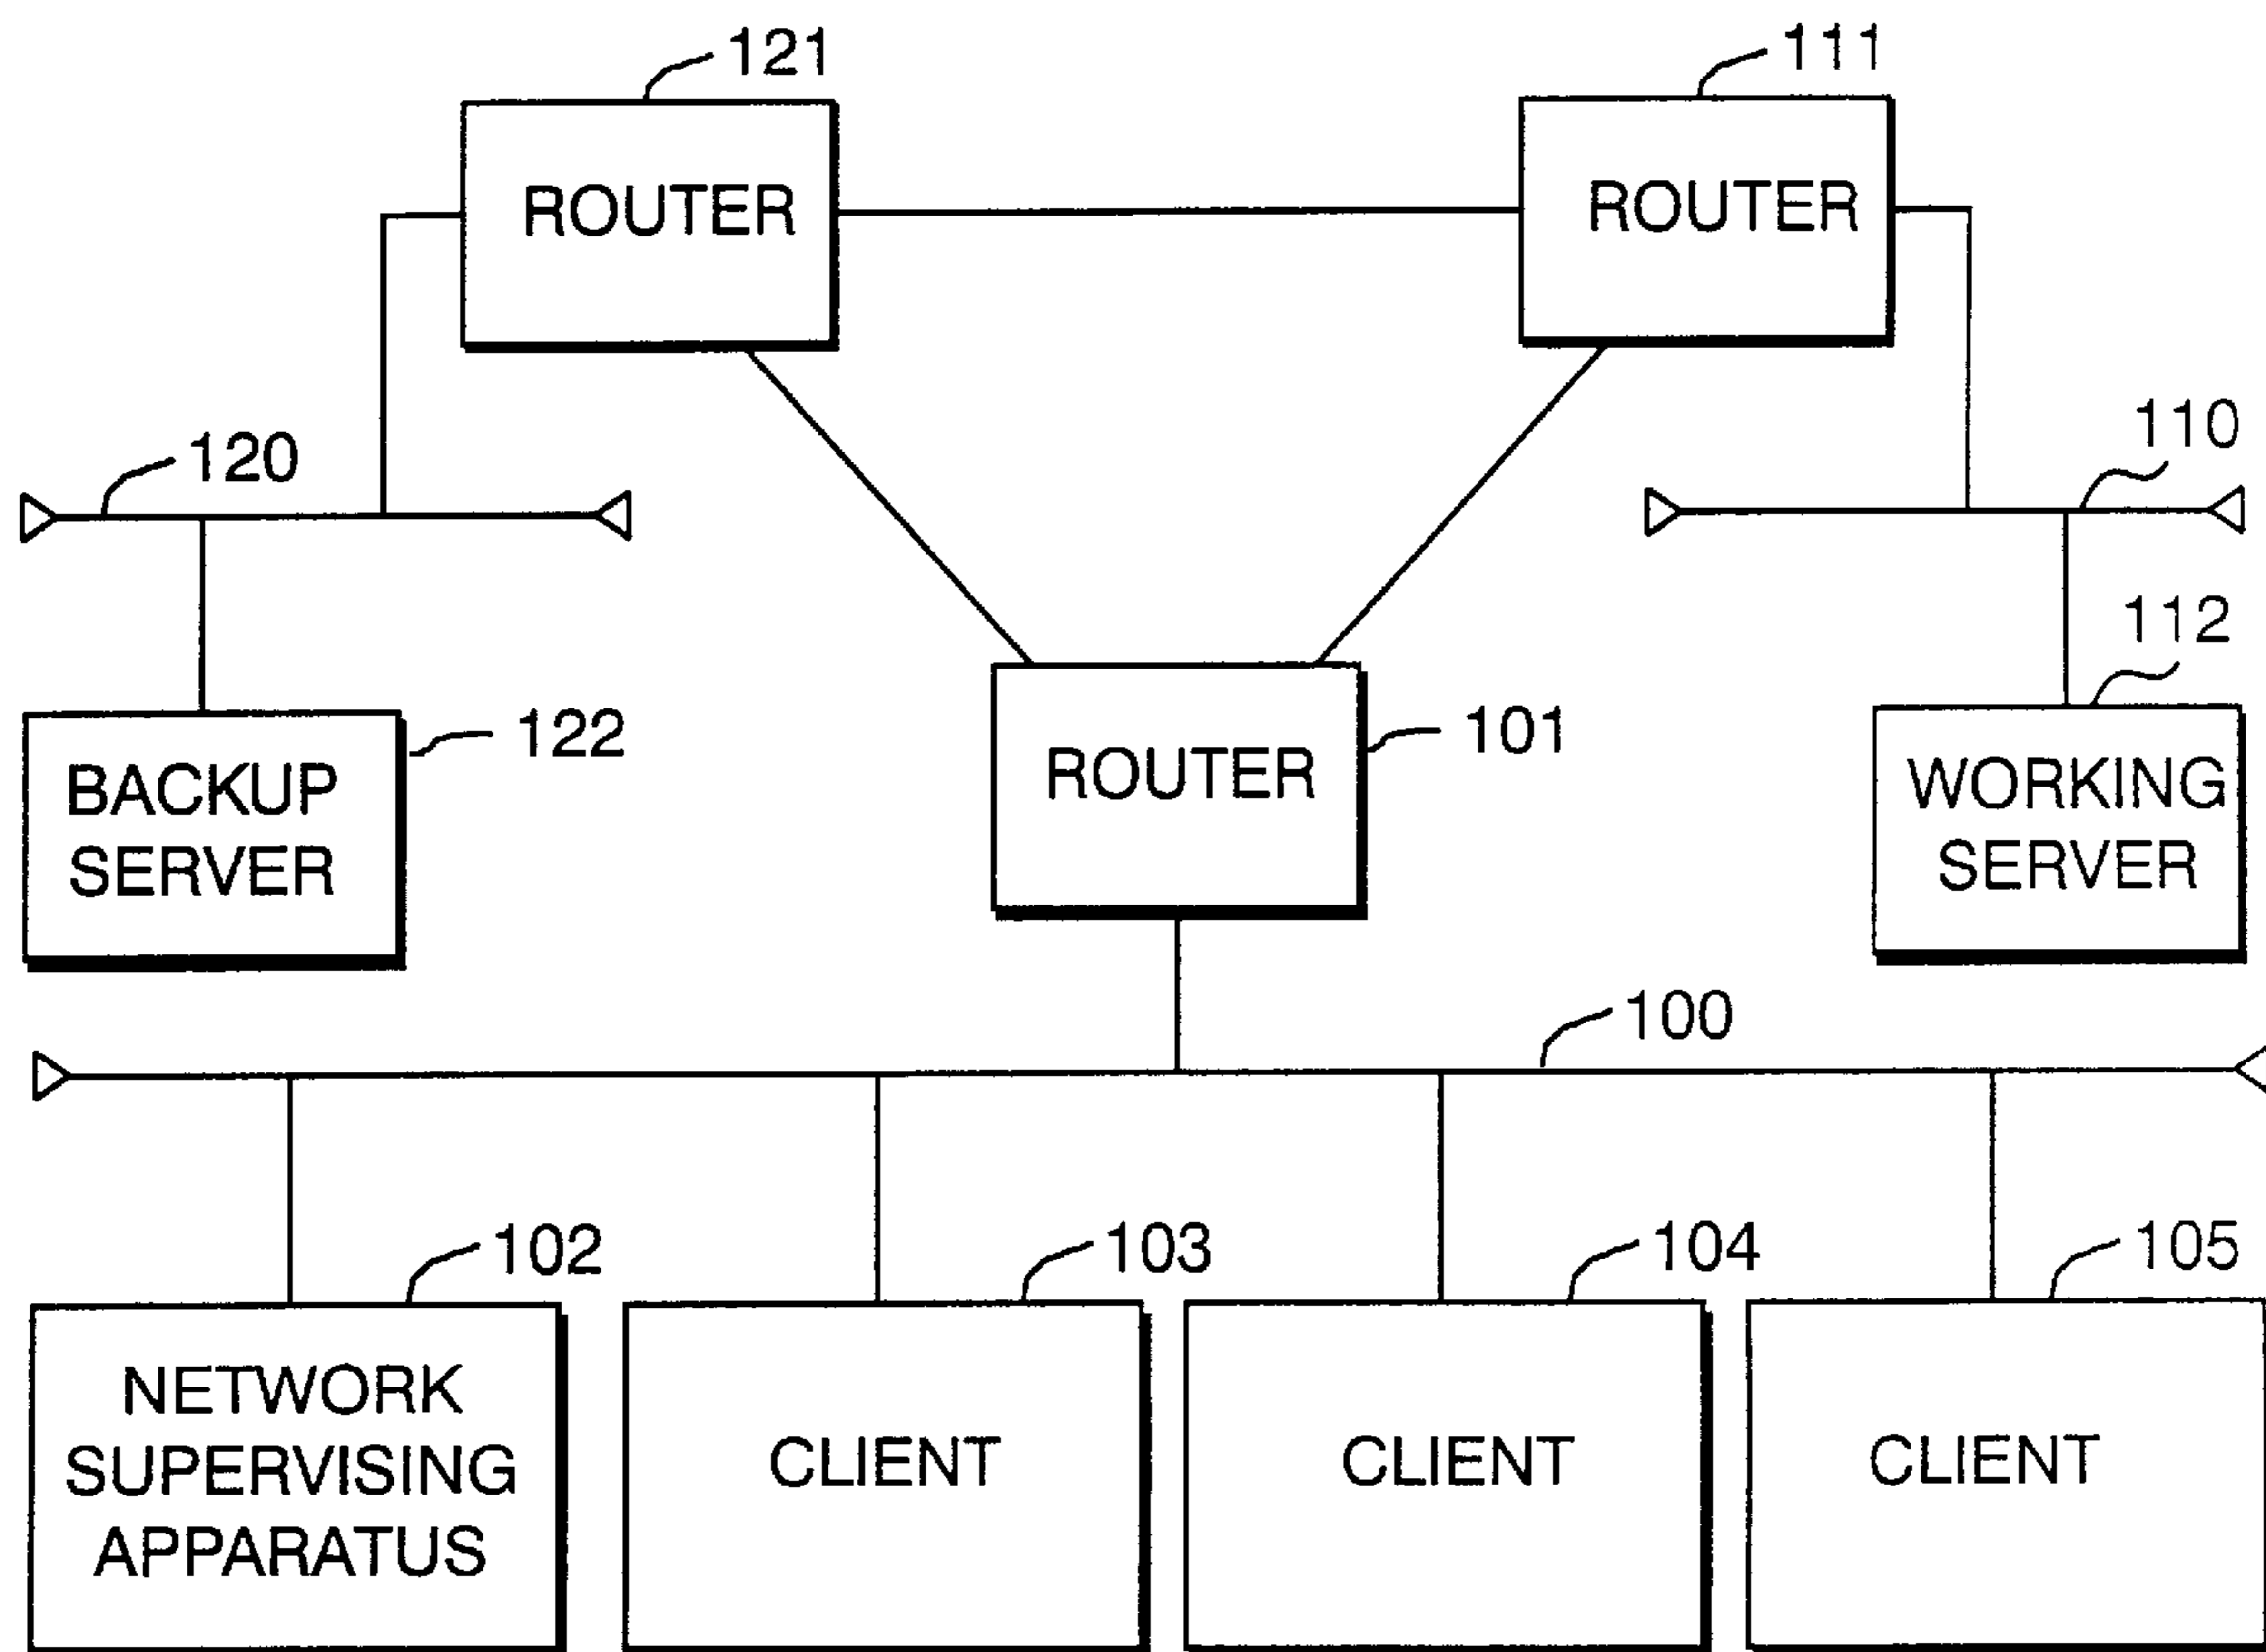 121
111
ROUTER
ROUTER
120
110
112
122
101
BACKUP
SERVER
ROUTER
WORKING
SERVER
100
102
103
104
105
NETWORK
SUPERVISING
APPARATUS
CLIENT
CLIENT
CLIENT